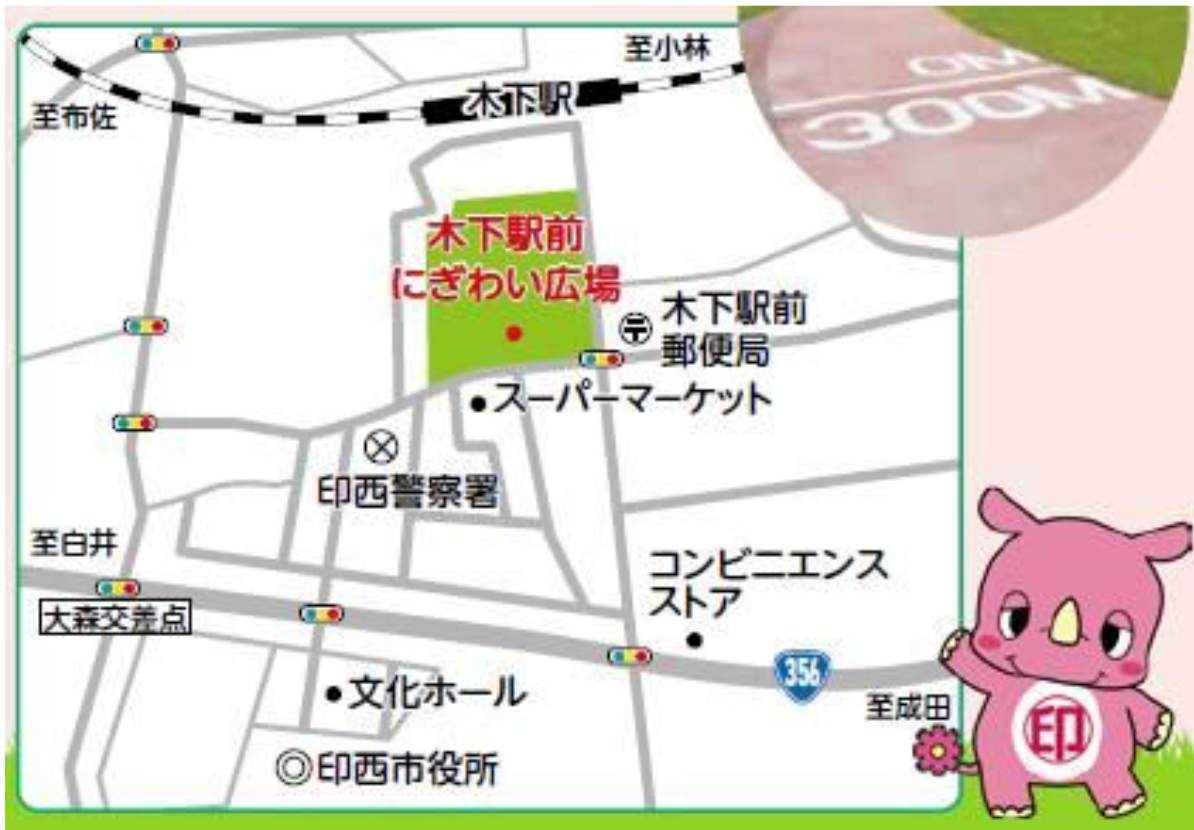 至小林
木下駅
至布佐
0M
300M
木下駅前
にぎわい広場
〒
木下駅前
郵便局
スーパーマーケット
印西警察署
至白井
大森交差点
コンビニエンス
ストア
356
文化ホール
至成田
印
印西市役所